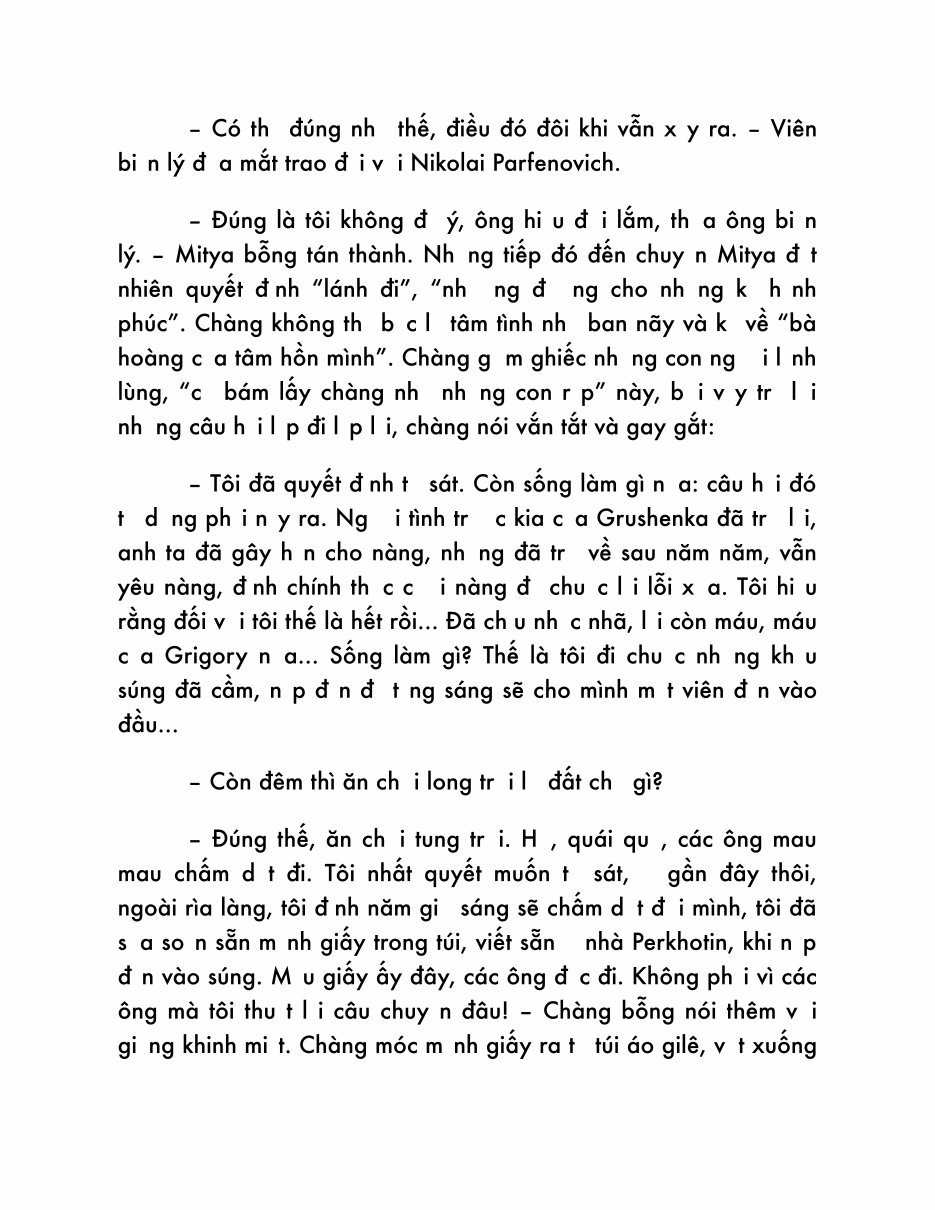 – Có th đúng nh thế, điều đó đôi khi vẫn x y ra. – Viên
bi n lý đ a mắt trao đ i v i Nikolai Parfenovich.
– Đúng là tôi không đ ý, ông hi u đ i lắm, th a ông bi n
lý. – Mitya bỗng tán thành. Nh ng tiếp đó đến chuy n Mitya đ t
nhiên quyết đ nh “lánh đi”, “nh ng đ ng cho nh ng k h nh
phúc”. Chàng không th b c l tâm tình nh ban nãy và k về “bà
hoàng c a tâm hồn mình”. Chàng g m ghiếc nh ng con ng i l nh
lùng, “c bám lấy chàng nh nh ng con r p” này, b i v y tr l i
nh ng câu h i l p đi l p l i, chàng nói vắn tắt và gay gắt:
– Tôi đã quyết đ nh t sát. Còn sống làm gì n a: câu h i đó
t d ng ph i n y ra. Ng i tình tr c kia c a Grushenka đã tr l i,
anh ta đã gây h n cho nàng, nh ng đã tr về sau năm năm, vẫn
yêu nàng, đ nh chính th c c i nàng đ chu c l i lỗi x a. Tôi hi u
rằng đối v i tôi thế là hết rồi... Đã ch u nh c nhã, l i còn máu, máu
c a Grigory n a... Sống làm gì? Thế là tôi đi chu c nh ng kh u
súng đã cầm, n p đ n đ t ng sáng sẽ cho mình m t viên đ n vào
đầu...
– Còn đêm thì ăn ch i long tr i l đất ch gì?
– Đúng thế, ăn ch i tung tr i. H , quái qu , các ông mau
mau chấm d t đi. Tôi nhất quyết muốn t sát, gần đây thôi,
ngoài rìa làng, tôi đ nh năm gi sáng sẽ chấm d t đ i mình, tôi đã
s a so n sẵn m nh giấy trong túi, viết sẵn nhà Perkhotin, khi n p
đ n vào súng. M u giấy ấy đây, các ông đ c đi. Không ph i vì các
ông mà tôi thu t l i câu chuy n đâu! – Chàng bỗng nói thêm v i
gi ng khinh mi t. Chàng móc m nh giấy ra t túi áo gilê, v t xuống